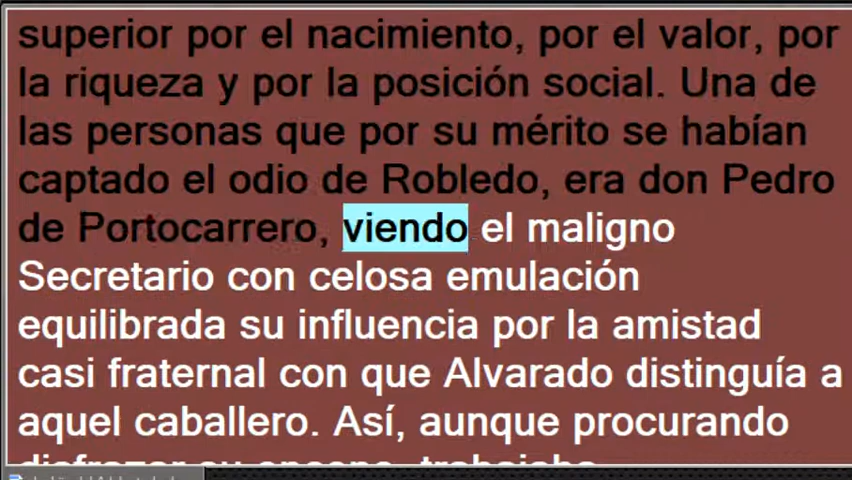 superior por el nacimiento, por el valor, por
la riqueza y por la posición social. Una de
las personas que por su mérito se habían
captado el odio de Robledo, era don Pedro
de Portocarrero, viendo el maligno
Secretario con celosa emulación
equilibrada su influencia por la amistad
casi fraternal con que Alvarado distinguía a
aquel caballero. Así, aunque procurando